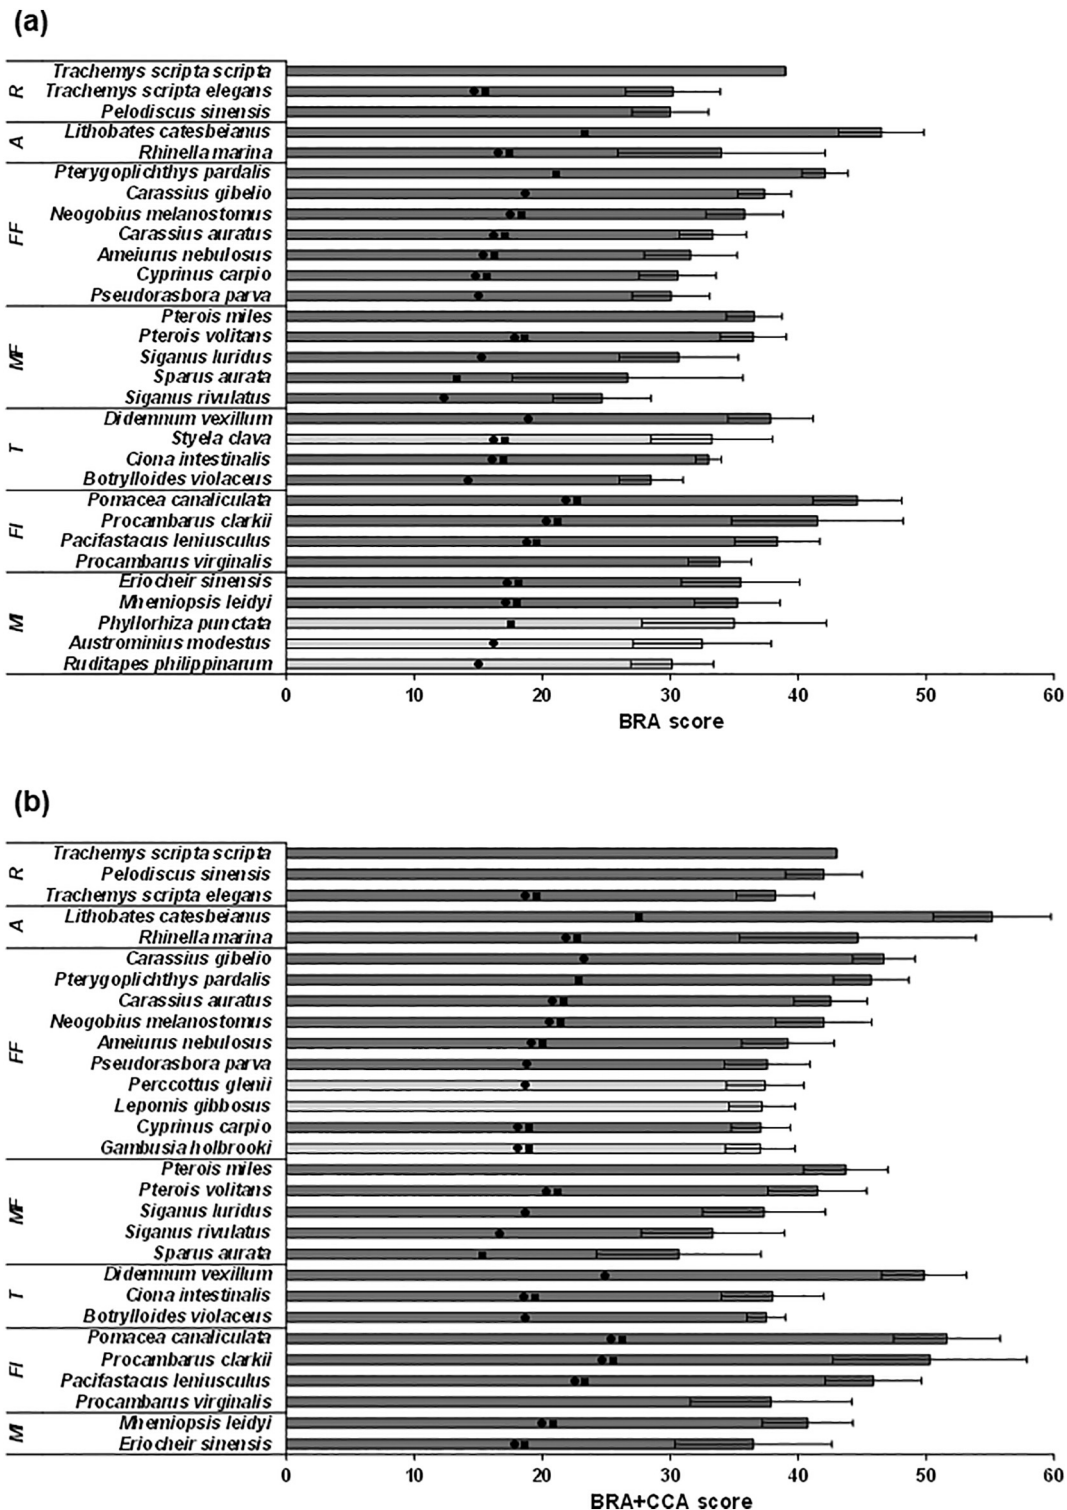 (a)
R
Trachemys scripta scripta
Trachemys scripta elegans
Pelodiscus sinensis
A
Lithobates catesbeianus
Rhinella marina
FF
Pterygoplichthys pardalis
Carassius gibelio
Neogobius melanostomus
Carassius auratus
Ameiurus nebulosus
Cyprinus carpio
Pseudorasbora parva
MF
Pterois miles
Pterois volitans
Siganus luridus
Sparus aurata
Siganus rivulatus
T
Didemnum vexillum
Styela clava
Ciona intestinalis
Botrylloides violaceus
FI
Pomacea canaliculata
Procambarus clarkii
Pacifastacus leniusculus
Procambarus virginalis
MI
Eriocheir sinensis
Mnemiopsis leidyi
Phyllorhiza punctata
Austrominius modestus
Ruditapes philippinarum
0 10 20 30 40 50 60
BRA score
(b)
R
Trachemys scripta scripta
Pelodiscus sinensis
Trachemys scripta elegans
A
Lithobates catesbeianus
Rhinella marina
FF
Carassius gibelio
Pterygoplichthys pardalis
Carassius auratus
Neogobius melanostomus
Ameiurus nebulosus
Pseudorasbora parva
Perccottus glenii
Lepomis gibbosus
Cyprinus carpio
Gambusia holbrooki
MF
Pterois miles
Pterois volitans
Siganus luridus
Siganus rivulatus
Sparus aurata
T
Didemnum vexillum
Ciona intestinalis
Botrylloides violaceus
FI
Pomacea canaliculata
Procambarus clarkii
Pacifastacus leniusculus
Procambarus virginalis
MI
Mnemiopsis leidyi
Eriocheir sinensis
0 10 20 30 40 50 60
BRA+CCA score